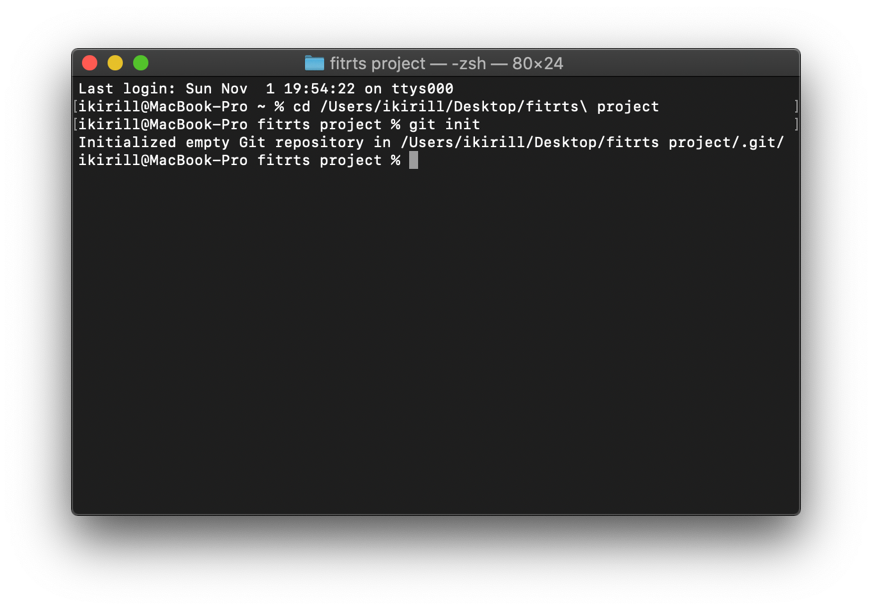 fitrts project — -zsh — 80×24
Last login: Sun Nov  1 19:54:22 on ttys000
[ikirill@MacBook-Pro ~ % cd /Users/ikirill/Desktop/fitrts\ project ]
[ikirill@MacBook-Pro fitrts project % git init ]
Initialized empty Git repository in /Users/ikirill/Desktop/fitrts project/.git/
ikirill@MacBook-Pro fitrts project %